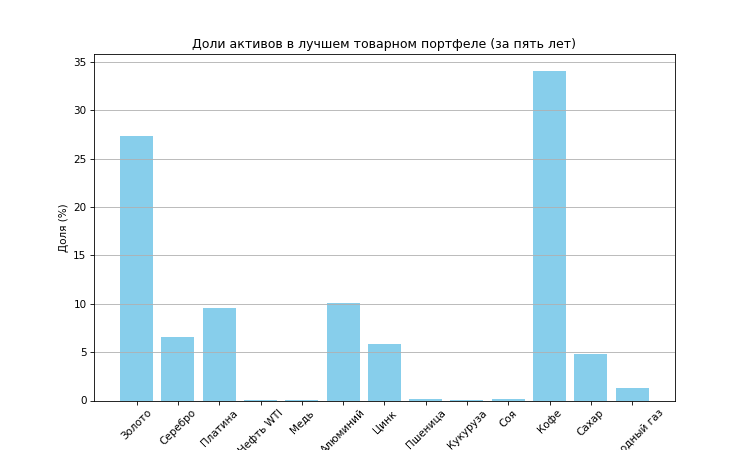 Доли активов в лучшем товарном портфеле (за пять лет)
Доля (%)
35
30
25
20
15
10
5
0
Золото
Серебро
Платина
Нефть WTI
Медь
Алюминий
Цинк
Пшеница
Кукуруза
Соя
Кофе
Сахар
газ